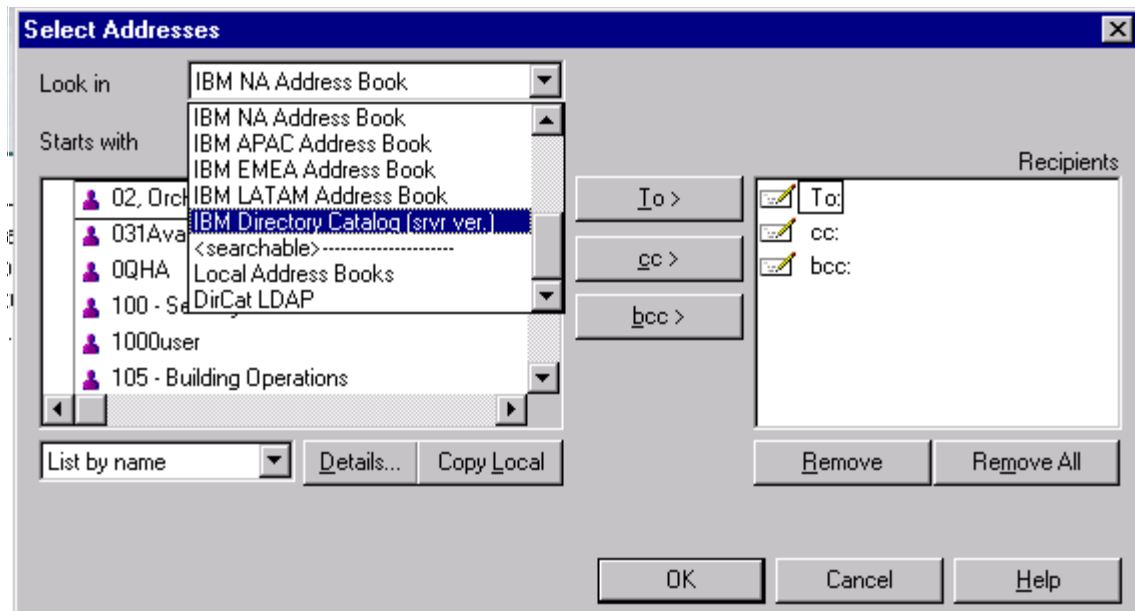 Select Addresses
Look in
IBM NA Address Book
Starts with
IBM NA Address Book
IBM APAC Address Book
IBM EMEA Address Book
IBM LATAM Address Book
IBM Directory Catalog (srvr ver.)
<searchable>----------------------
Local Address Books
DirCat LDAP
02,
031Ava
0QHA
100 - Se
1000user
105 - Building Operations
To >
cc >
bcc >
Recipients
To:
cc:
bcc:
List by name
Details...
Copy Local
Remove
Remove All
OK
Cancel
Help